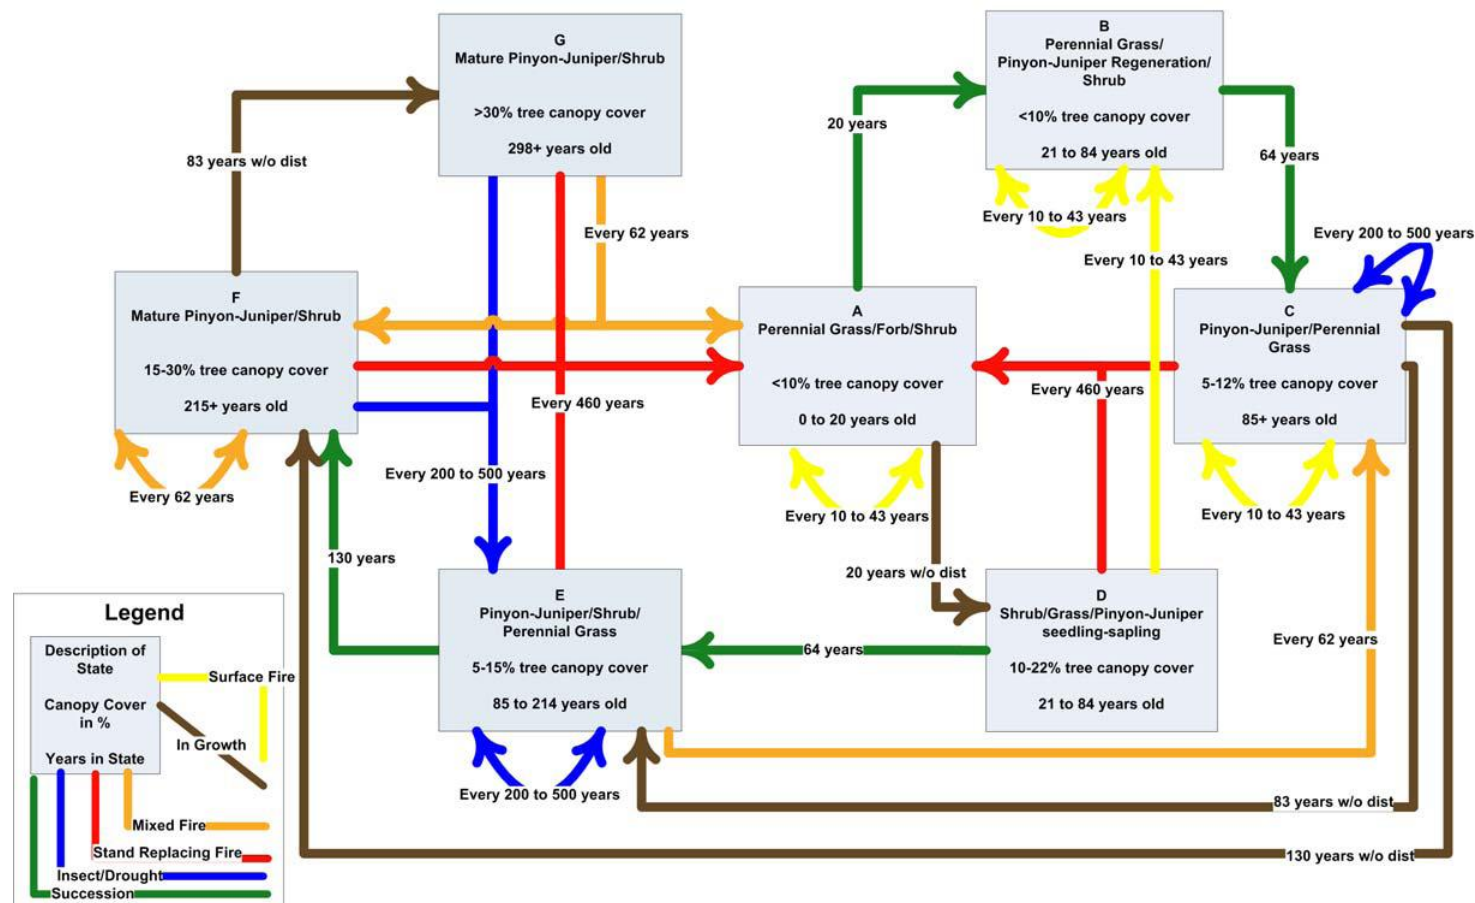 G
Mature Pinyon-Juniper/Shrub
>30% tree canopy cover
298+ years old
B
Perennial Grass/
Pinyon-Juniper Regeneration/
Shrub
<10% tree canopy cover
21 to 84 years old
20 years
83 years w/o dist
64 years
Every 10 to 43 years
Every 62 years
Every 200 to 500 years
Every 10 to 43 years
F
Mature Pinyon-Juniper/Shrub
15-30% tree canopy cover
215+ years old
A
Perennial Grass/Forb/Shrub
<10% tree canopy cover
0 to 20 years old
C
Pinyon-Juniper/Perennial
Grass
5-12% tree canopy cover
85+ years old
Every 460 years
Every 460 years
Every 200 to 500 years
Every 62 years
Every 10 to 43 years
Every 10 to 43 years
130 years
20 years w/o dist
E
Pinyon-Juniper/Shrub/
Perennial Grass
5-15% tree canopy cover
85 to 214 years old
D
Shrub/Grass/Pinyon-Juniper
seedling-sapling
10-22% tree canopy cover
21 to 84 years old
64 years
Every 62 years
Every 200 to 500 years
83 years w/o dist
130 years w/o dist
Legend
Description of
State
Canopy Cover
in %
Years in State
Surface Fire
In Growth
Mixed Fire
Stand Replacing Fire
Insect/Drought
Succession